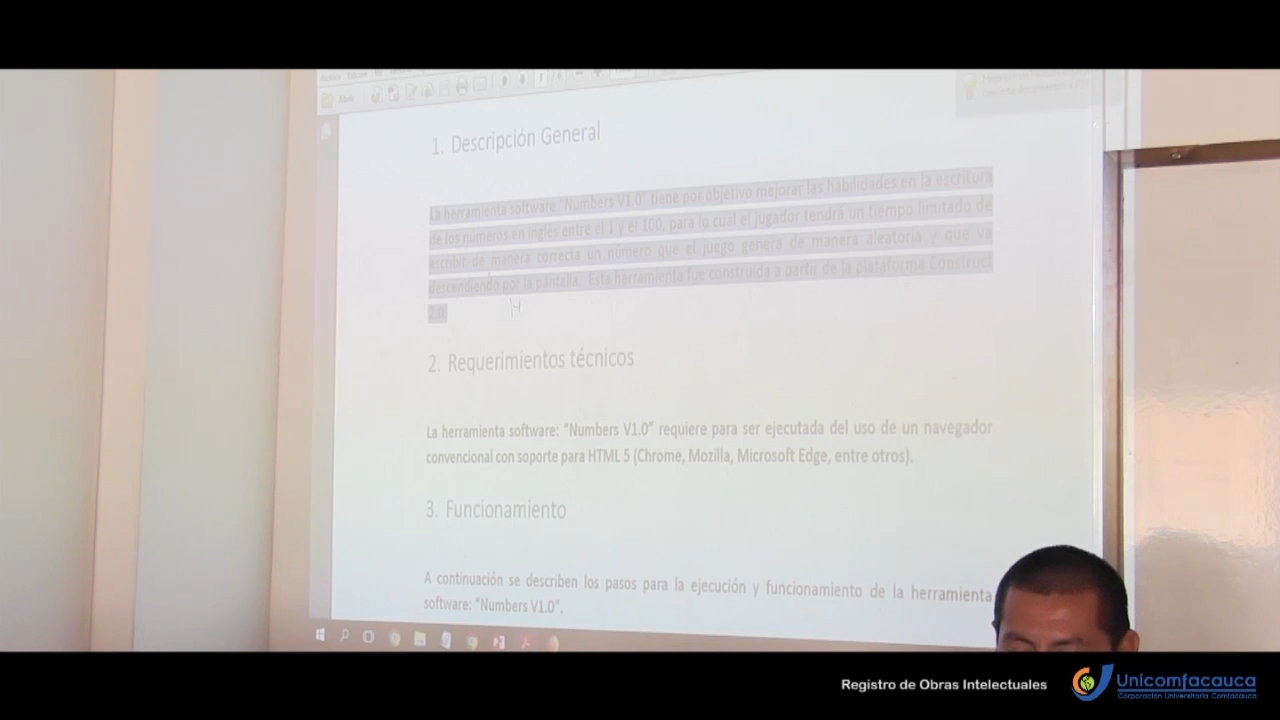 Archivo Edición
Abrir
1. Descripción General
La herramienta software "Numbers V1.0" tiene por objetivo mejorar las habilidades en la escritura
de los números en inglés entre el 1 y el 100, para lo cual el jugador tendrá un tiempo limitado de
escribir de manera correcta un número que el juego genera de manera aleatoria y que va
descendiendo por la pantalla. Esta herramienta fue construida a partir de la plataforma Construct
2.0
2. Requerimientos técnicos
La herramienta software: "Numbers V1.0" requiere para ser ejecutada del uso de un navegador
convencional con soporte para HTML 5 (Chrome, Mozilla, Microsoft Edge, entre otros).
3. Funcionamiento
A continuación se describen los pasos para la ejecución y funcionamiento de la herramienta
software: "Numbers V1.0".
Registro de Obras Intelectuales
Unicomfacauca
Corporación Universitaria Comfacauca